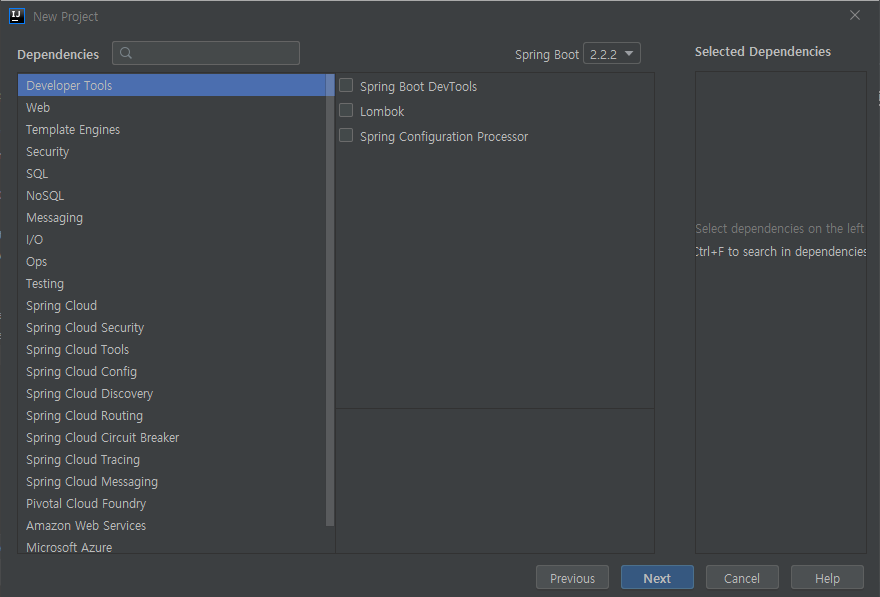 New Project
Dependencies
Spring Boot 2.2.2
Selected Dependencies
Developer Tools
Web
Template Engines
Security
SQL
NoSQL
Messaging
I/O
Ops
Testing
Spring Cloud
Spring Cloud Security
Spring Cloud Tools
Spring Cloud Config
Spring Cloud Discovery
Spring Cloud Routing
Spring Cloud Circuit Breaker
Spring Cloud Tracing
Spring Cloud Messaging
Pivotal Cloud Foundry
Amazon Web Services
Microsoft Azure
Spring Boot DevTools
Lombok
Spring Configuration Processor
Select dependencies on the left
Ctrl+F to search in dependencies
Previous
Next
Cancel
Help